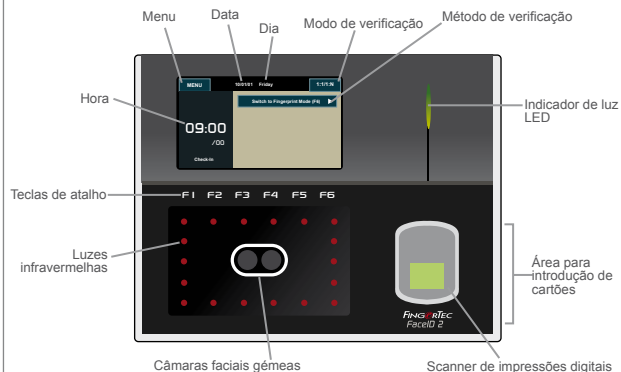 Menu
Data
Dia
Modo de verificação
Método de verificação
MENU
10/01/01 Friday
1:1/1:N
Switch to Fingerprint Mode (F6)
Hora
09:00
/00
Check-In
Indicador de luz
LED
Teclas de atalho
F1 F2 F3 F4 F5 F6
Luzes
infravermelhas
Área para
introdução de
cartões
FINGERTEC
FaceID 2
Câmaras faciais gémeas
Scanner de impressões digitais